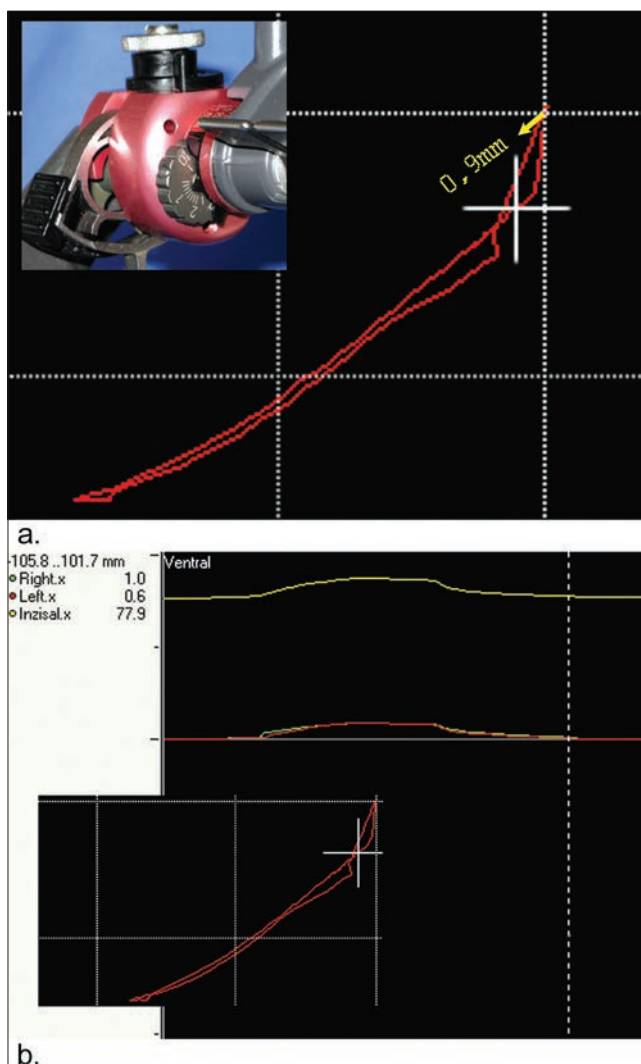 0,9mm
a.
-105.8 ..101.7 mm
Ventral
Right.x 1.0
Left.x 0.6
Inzisal.x 77.9
b.